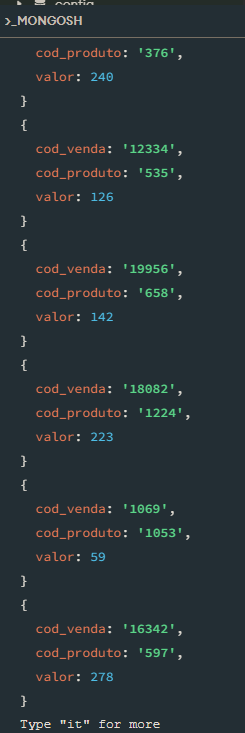 config
>_MONGOSH
cod_produto: '376',
valor: 240
}
{
cod_venda: '12334',
cod_produto: '535',
valor: 126
}
{
cod_venda: '19956',
cod_produto: '658',
valor: 142
}
{
cod_venda: '18082',
cod_produto: '1224',
valor: 223
}
{
cod_venda: '1069',
cod_produto: '1053',
valor: 59
}
{
cod_venda: '16342',
cod_produto: '597',
valor: 278
}
Type "it" for more